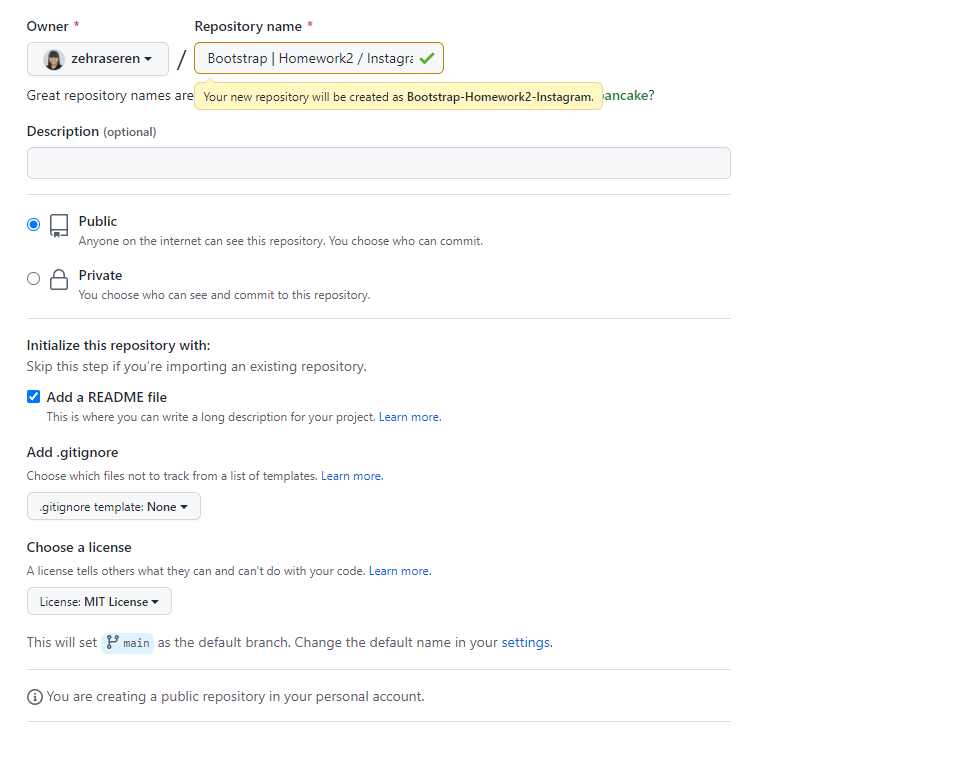 Owner * Repository name *
zehraseren / Bootstrap | Homework2 / Instagra
Great repository names are ancake?
Your new repository will be created as Bootstrap-Homework2-Instagram.
Description (optional)
Public
Anyone on the internet can see this repository. You choose who can commit.
Private
You choose who can see and commit to this repository.
Initialize this repository with:
Skip this step if you're importing an existing repository.
Add a README file
This is where you can write a long description for your project. Learn more.
Add .gitignore
Choose which files not to track from a list of templates. Learn more.
.gitignore template: None
Choose a license
A license tells others what they can and can't do with your code. Learn more.
License: MIT License
This will set main as the default branch. Change the default name in your settings.
You are creating a public repository in your personal account.